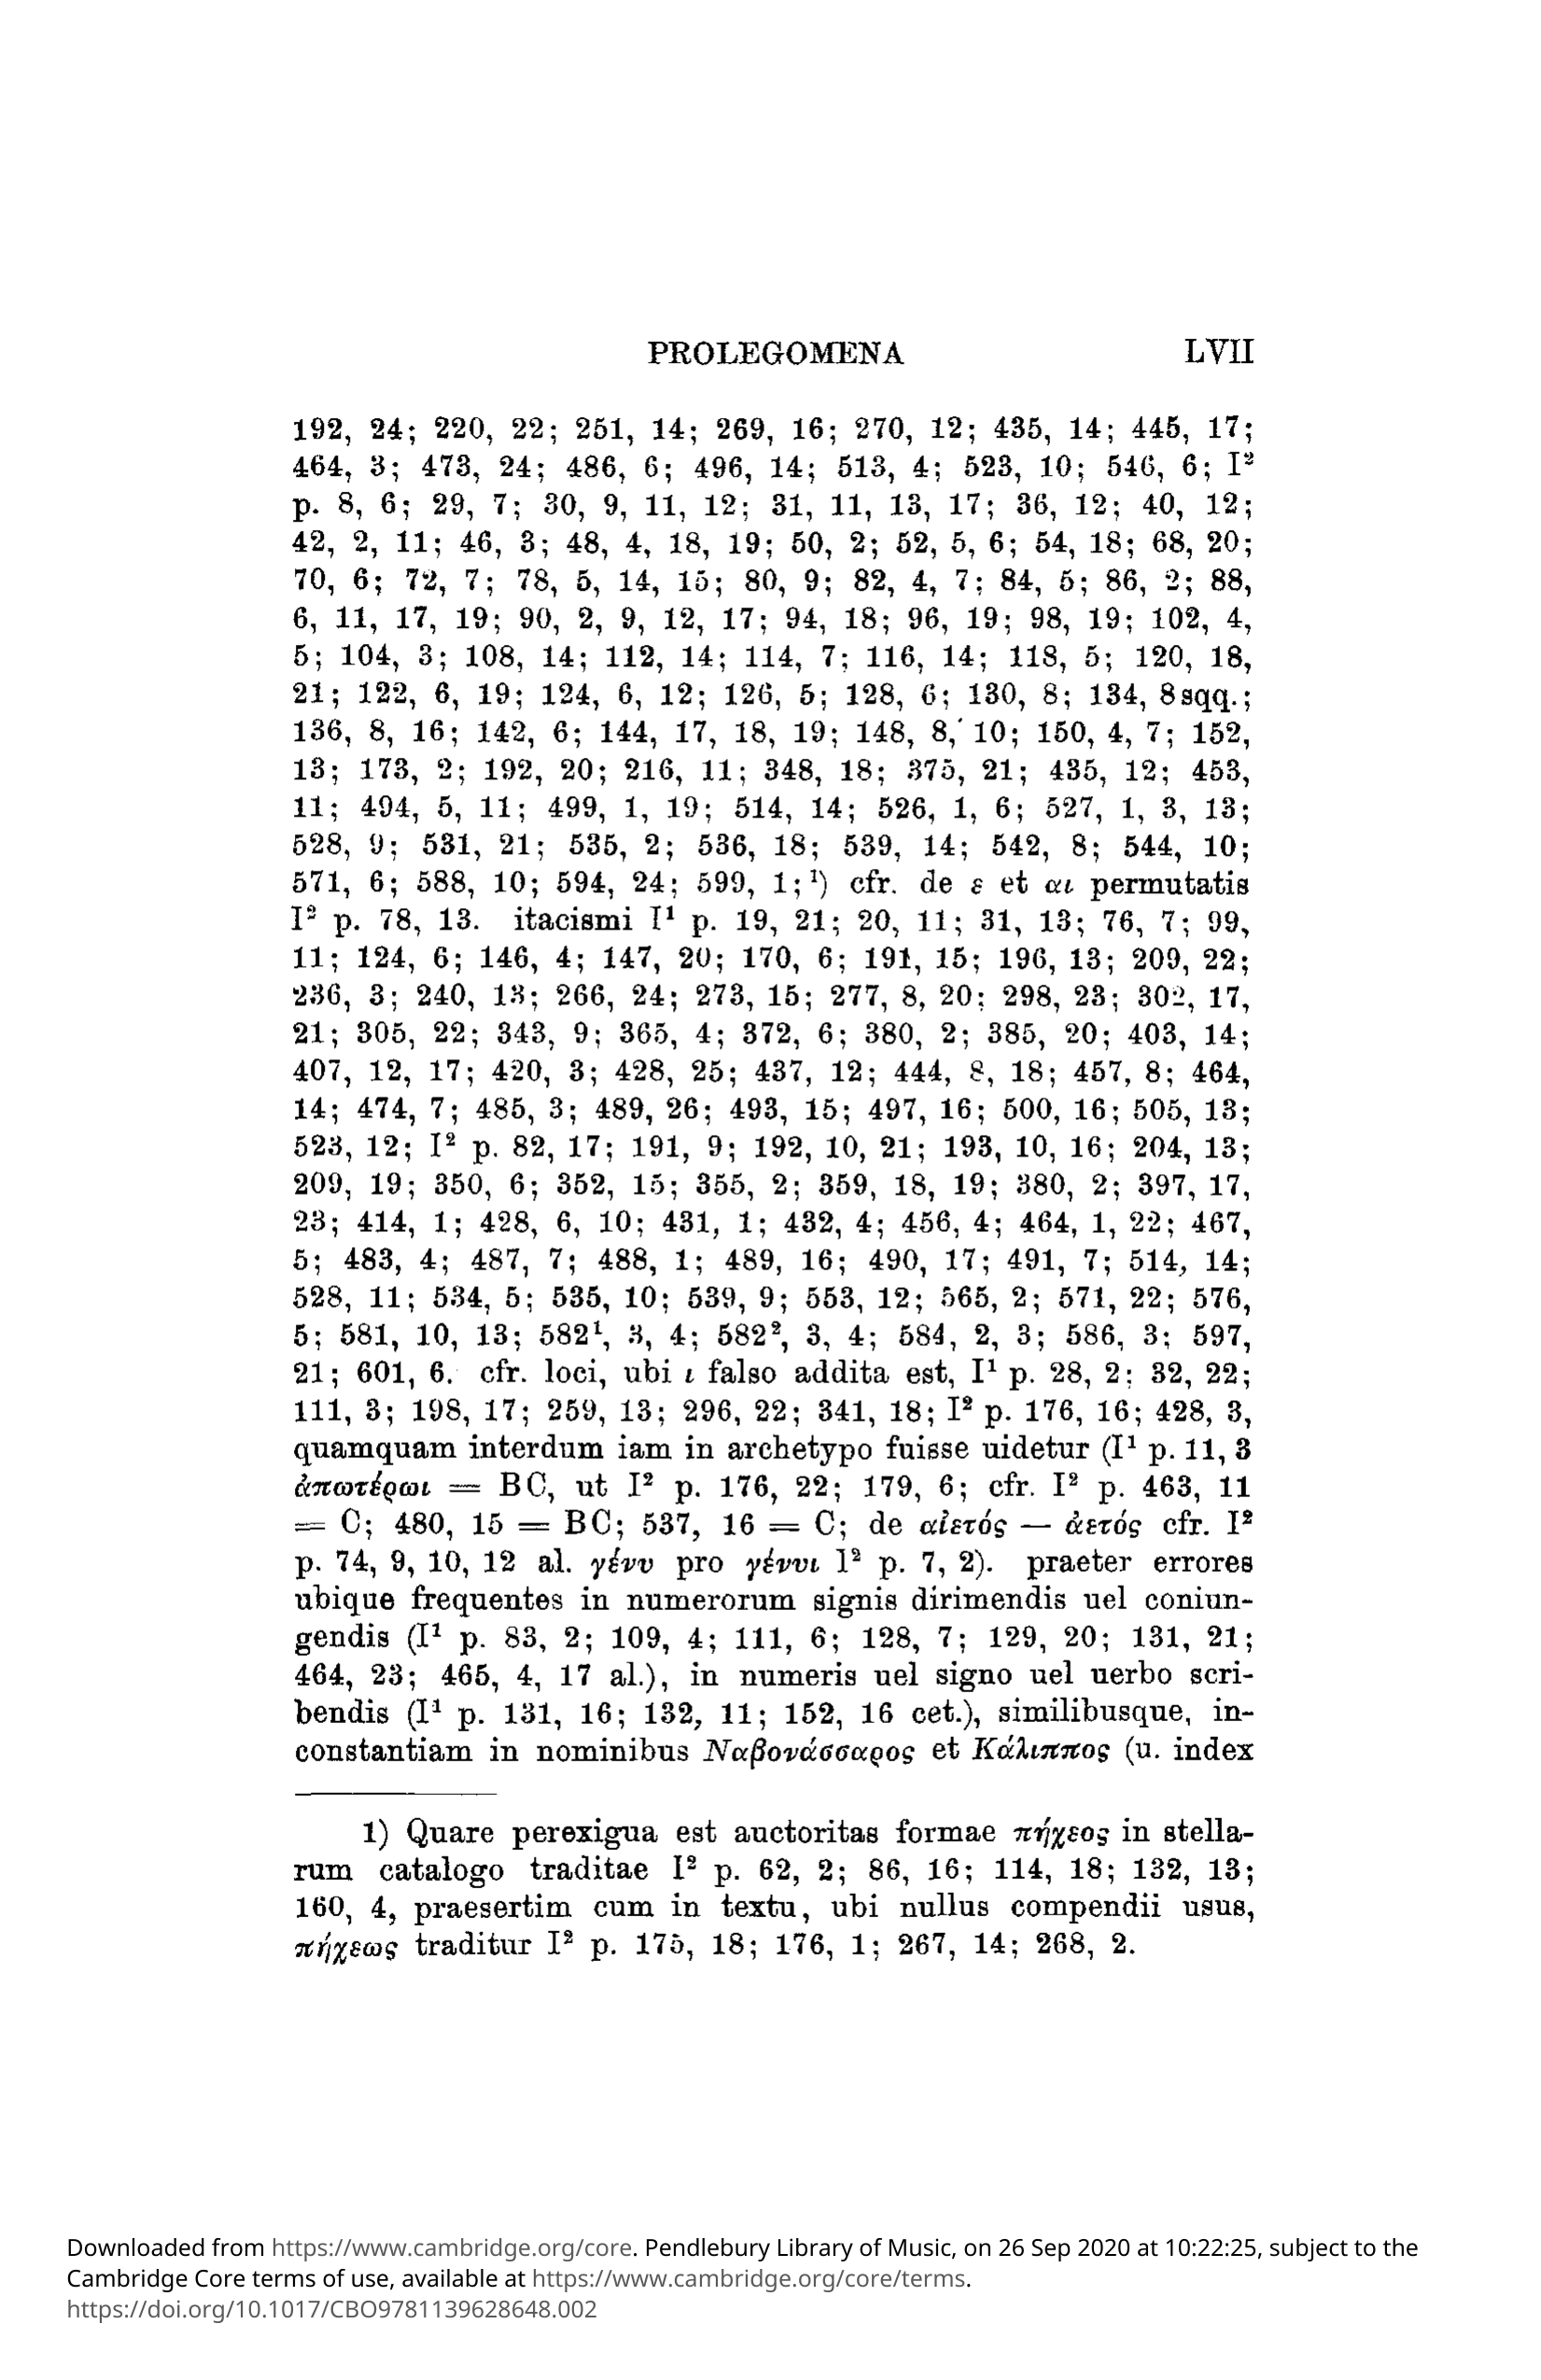 PROLEGOMENA LVII
192, 24; 220, 22; 251, 14; 269, 16; 270, 12; 435, 14; 445, 17;
464, 3; 473, 24; 486, 6; 496, 14; 513, 4; 523, 10; 546, 6; I²
p. 8, 6; 29, 7; 30, 9, 11, 12; 31, 11, 13, 17; 36, 12; 40, 12;
42, 2, 11; 46, 3; 48, 4, 18, 19; 50, 2; 52, 5, 6; 54, 18; 68, 20;
70, 6; 72, 7; 78, 5, 14, 15; 80, 9; 82, 4, 7; 84, 5; 86, 2; 88,
6, 11, 17, 19; 90, 2, 9, 12, 17; 94, 18; 96, 19; 98, 19; 102, 4,
5; 104, 3; 108, 14; 112, 14; 114, 7; 116, 14; 118, 5; 120, 18,
21; 122, 6, 19; 124, 6, 12; 126, 5; 128, 6; 130, 8; 134, 8 sqq.;
136, 8, 16; 142, 6; 144, 17, 18, 19; 148, 8, 10; 150, 4, 7; 152,
13; 173, 2; 192, 20; 216, 11; 348, 18; 375, 21; 435, 12; 453,
11; 494, 5, 11; 499, 1, 19; 514, 14; 526, 1, 6; 527, 1, 3, 13;
528, 9; 531, 21; 535, 2; 536, 18; 539, 14; 542, 8; 544, 10;
571, 6; 588, 10; 594, 24; 599, 1;¹) cfr. de ε et αι permutatis
I² p. 78, 13. itacismi I¹ p. 19, 21; 20, 11; 31, 13; 76, 7; 99,
11; 124, 6; 146, 4; 147, 20; 170, 6; 191, 15; 196, 13; 209, 22;
236, 3; 240, 13; 266, 24; 273, 15; 277, 8, 20; 298, 23; 302, 17,
21; 305, 22; 343, 9; 365, 4; 372, 6; 380, 2; 385, 20; 403, 14;
407, 12, 17; 420, 3; 428, 25; 437, 12; 444, 8, 18; 457, 8; 464,
14; 474, 7; 485, 3; 489, 26; 493, 15; 497, 16; 500, 16; 505, 13;
523, 12; I² p. 82, 17; 191, 9; 192, 10, 21; 193, 10, 16; 204, 13;
209, 19; 350, 6; 352, 15; 355, 2; 359, 18, 19; 380, 2; 397, 17,
23; 414, 1; 428, 6, 10; 431, 1; 432, 4; 456, 4; 464, 1, 22; 467,
5; 483, 4; 487, 7; 488, 1; 489, 16; 490, 17; 491, 7; 514, 14;
528, 11; 534, 5; 535, 10; 539, 9; 553, 12; 565, 2; 571, 22; 576,
5; 581, 10, 13; 582¹, 3, 4; 582², 3, 4; 584, 2, 3; 586, 3; 597,
21; 601, 6. cfr. loci, ubi ι falso addita est, I¹ p. 28, 2; 32, 22;
111, 3; 198, 17; 259, 13; 296, 22; 341, 18; I² p. 176, 16; 428, 3,
quamquam interdum iam in archetypo fuisse uidetur (I¹ p. 11, 3
ἀπωτέρωι = BC, ut I² p. 176, 22; 179, 6; cfr. I² p. 463, 11
= C; 480, 15 = BC; 537, 16 = C; de αἰετός — ἀετός cfr. I²
p. 74, 9, 10, 12 al. γένυ pro γένυι I² p. 7, 2). praeter errores
ubique frequentes in numerorum signis dirimendis uel coniun-
gendis (I¹ p. 83, 2; 109, 4; 111, 6; 128, 7; 129, 20; 131, 21;
464, 23; 465, 4, 17 al.), in numeris uel signo uel uerbo scri-
bendis (I¹ p. 131, 16; 132, 11; 152, 16 cet.), similibusque, in-
constantiam in nominibus Ναβονάσσαρος et Κάλιππος (u. index
1) Quare perexigua est auctoritas formae πήχεος in stella-
rum catalogo traditae I² p. 62, 2; 86, 16; 114, 18; 132, 13;
160, 4, praesertim cum in textu, ubi nullus compendii usus,
πήχεως traditur I² p. 175, 18; 176, 1; 267, 14; 268, 2.
Downloaded from https://www.cambridge.org/core. Pendlebury Library of Music, on 26 Sep 2020 at 10:22:25, subject to the
Cambridge Core terms of use, available at https://www.cambridge.org/core/terms.
https://doi.org/10.1017/CBO9781139628648.002